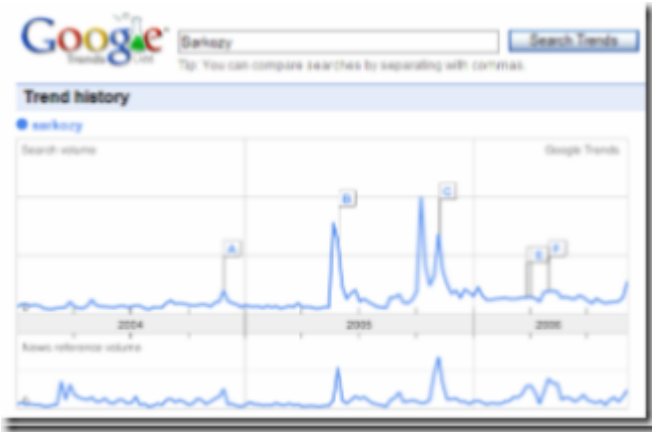 Google
Trends Labs
Sarkozy
Search Trends
Tip: You can compare searches by separating with commas.
Trend history
sarkozy
Search volume
Google Trends
A
B
C
E
F
2004
2005
2006
News reference volume